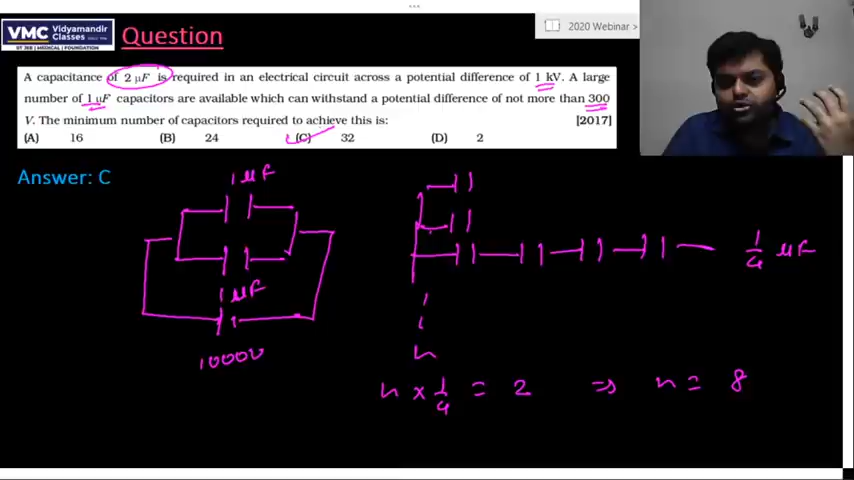 VMC Vidyamandir Classes SINCE 1986
IIT JEE | MEDICAL | FOUNDATION
Question
2020 Webinar >
A capacitance of 2 μF is required in an electrical circuit across a potential difference of 1 kV. A large
number of 1 μF capacitors are available which can withstand a potential difference of not more than 300
V. The minimum number of capacitors required to achieve this is: [2017]
(A) 16 (B) 24 (C) 32 (D) 2
Answer: C
1 μF
1/4 μF
1 μF
1000V
n
n × 1/4 = 2 ⇒ n = 8